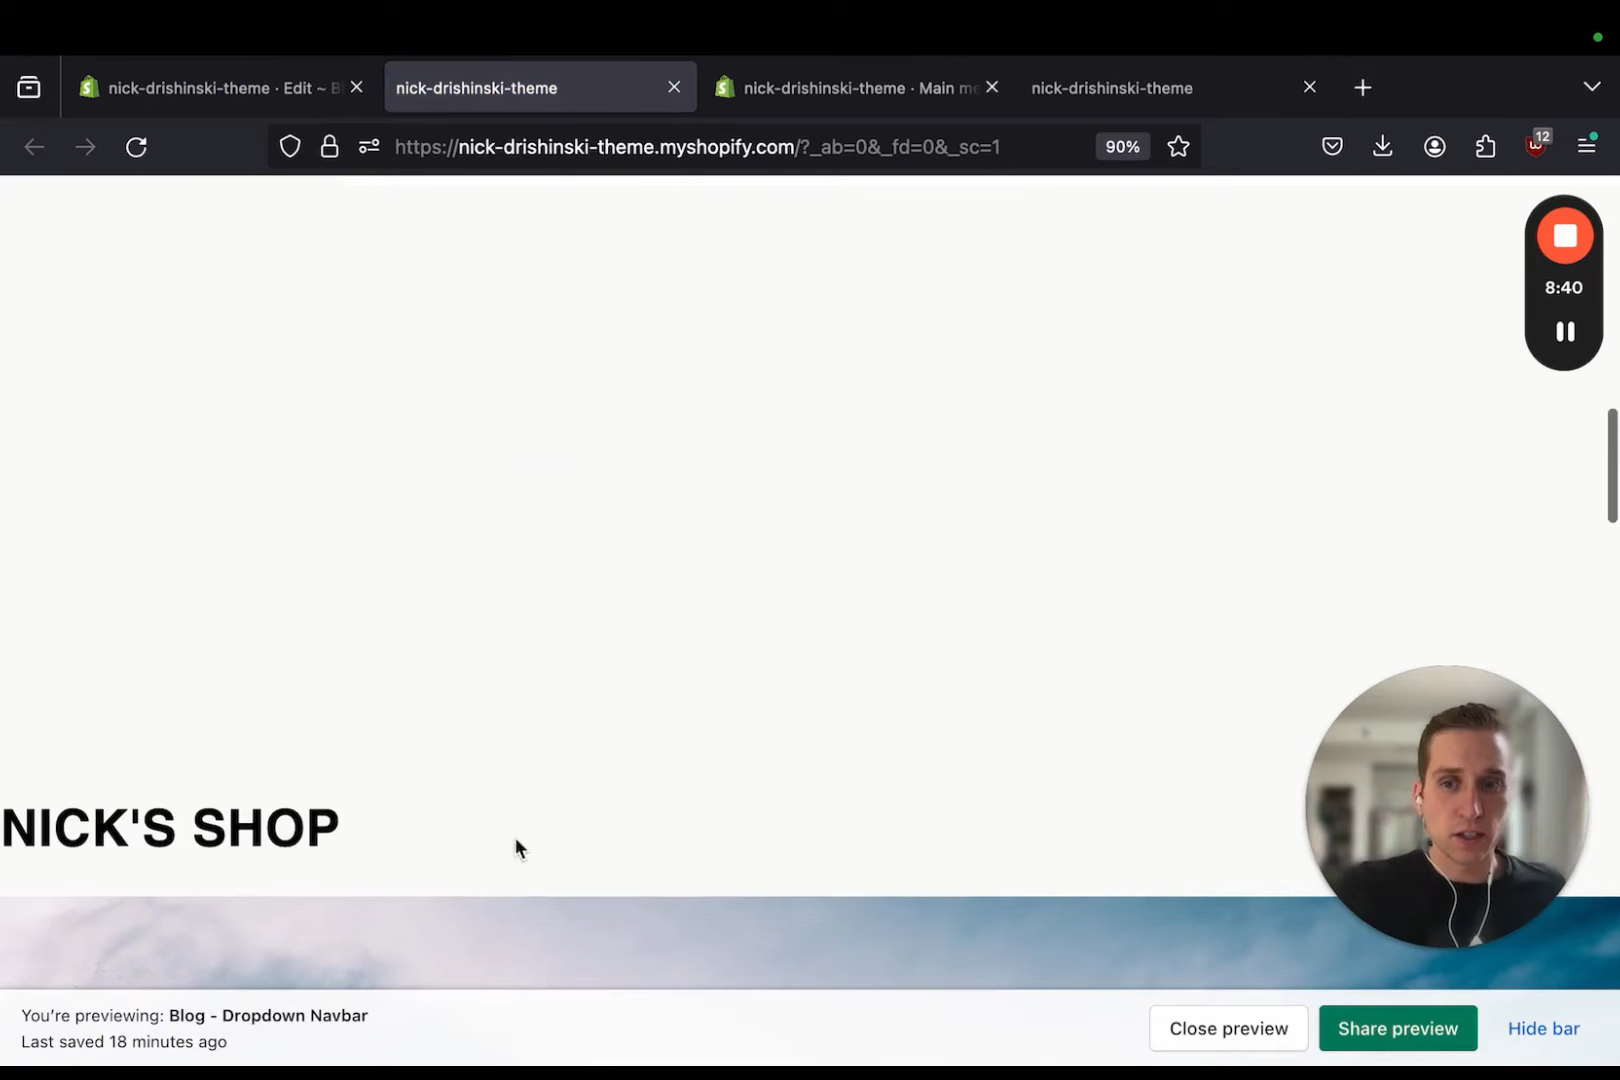 nick-drishinski-theme · Edit ~ B
nick-drishinski-theme
nick-drishinski-theme · Main me
nick-drishinski-theme
https://nick-drishinski-theme.myshopify.com/?_ab=0&_fd=0&_sc=1
90%
12
8:40
NICK'S SHOP
You're previewing: Blog - Dropdown Navbar
Last saved 18 minutes ago
Close preview
Share preview
Hide bar